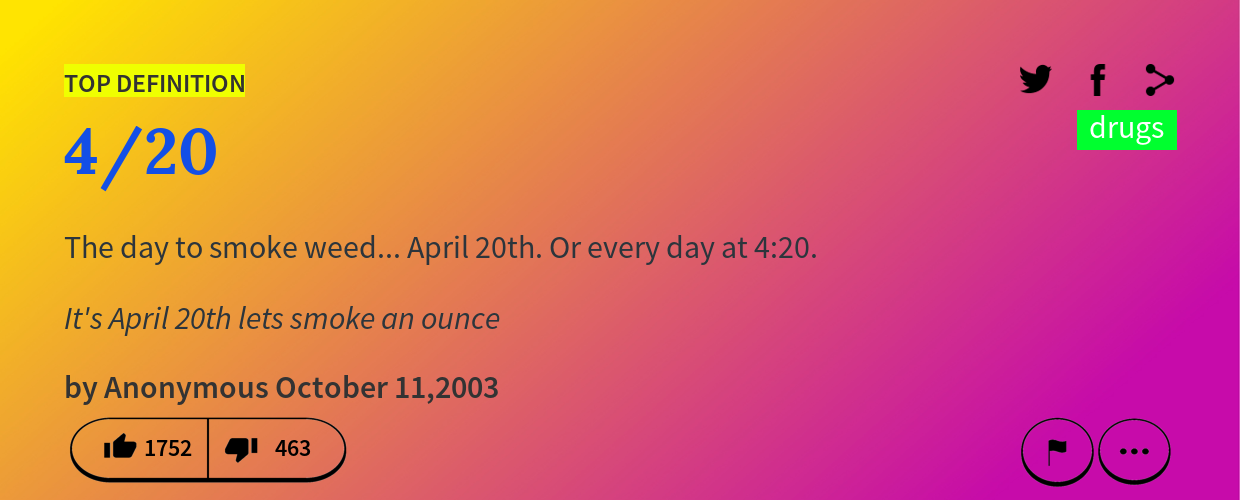 TOP DEFINITION
drugs
4/20
The day to smoke weed... April 20th. Or every day at 4:20.
It's April 20th lets smoke an ounce
by Anonymous October 11,2003
1752 463